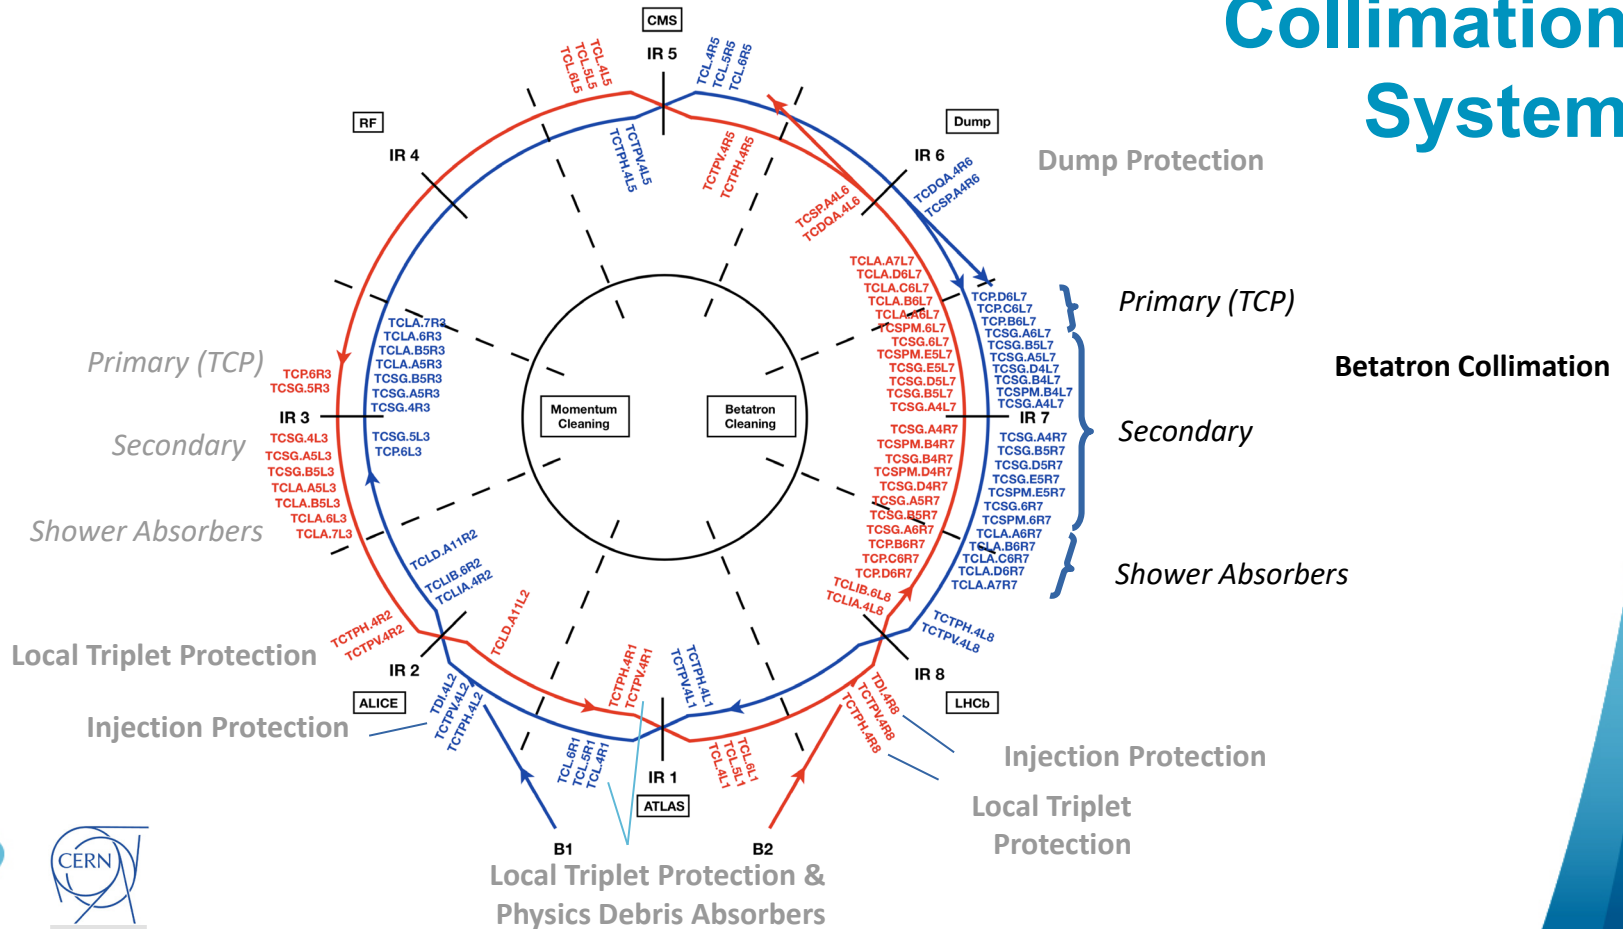 Collimation
System
CMS
IR 5
TCL.6L5
TCL.5L5
TCL.4L5
TCL.4R5
TCL.5R5
TCL.6R5
RF
IR 4
TCTPH.4L5
TCTPV.4L5
TCTPV.4R5
TCTPH.4R5
Dump
IR 6
Dump Protection
TCDQA.4R6
TCSP.A4R6
TCSP.A4L6
TCDQA.4L6
TCLA.A7L7
TCLA.D6L7
TCLA.C6L7
TCLA.B6L7
TCLA.A6L7
TCSPM.6L7
TCSG.6L7
TCSPM.E5L7
TCSG.E5L7
TCSG.D5L7
TCSG.B5L7
TCSG.A4L7
TCP.D6L7
TCP.C6L7
TCP.B6L7
TCSG.A6L7
TCSG.B5L7
TCSG.A5L7
TCSG.D4L7
TCSG.B4L7
TCSPM.B4L7
TCSG.A4L7
Primary (TCP)
Betatron Collimation
Secondary
Shower Absorbers
IR 7
TCSG.A4R7
TCSPM.B4R7
TCSG.B4R7
TCSPM.D4R7
TCSG.D4R7
TCSG.A5R7
TCSG.B5R7
TCSG.A6R7
TCP.B6R7
TCP.C6R7
TCP.D6R7
TCSG.A4R7
TCSG.B5R7
TCSG.D5R7
TCSG.E5R7
TCSPM.E5R7
TCSG.6R7
TCSPM.6R7
TCLA.A6R7
TCLA.B6R7
TCLA.C6R7
TCLA.D6R7
TCLA.A7R7
Momentum
Cleaning
Betatron
Cleaning
Primary (TCP)
Secondary
Shower Absorbers
TCP.6R3
TCSG.5R3
IR 3
TCSG.4L3
TCSG.A5L3
TCSG.B5L3
TCLA.A5L3
TCLA.B5L3
TCLA.6L3
TCLA.7L3
TCLA.7R3
TCLA.6R3
TCLA.B5R3
TCLA.A5R3
TCSG.B5R3
TCSG.A5R3
TCSG.4R3
TCSG.5L3
TCP.6L3
TCLD.A11R2
TCLIB.6R2
TCLIA.4R2
TCLD.A11L2
TCTPH.4R2
TCTPV.4R2
Local Triplet Protection
IR 2
ALICE
Injection Protection
TDI.4L2
TCTPV.4L2
TCTPH.4L2
TCTPH.4R1
TCTPV.4R1
TCTPH.4L1
TCTPV.4L1
TCL.6R1
TCL.5R1
TCL.4R1
IR 1
ATLAS
TCL.6L1
TCL.5L1
TCL.4L1
TCLIB.6L8
TCLIA.4L8
TCTPH.4L8
TCTPV.4L8
IR 8
LHCb
TDI.4R8
TCTPV.4R8
TCTPH.4R8
Injection Protection
Local Triplet
Protection
B1
B2
Local Triplet Protection &
Physics Debris Absorbers
CERN